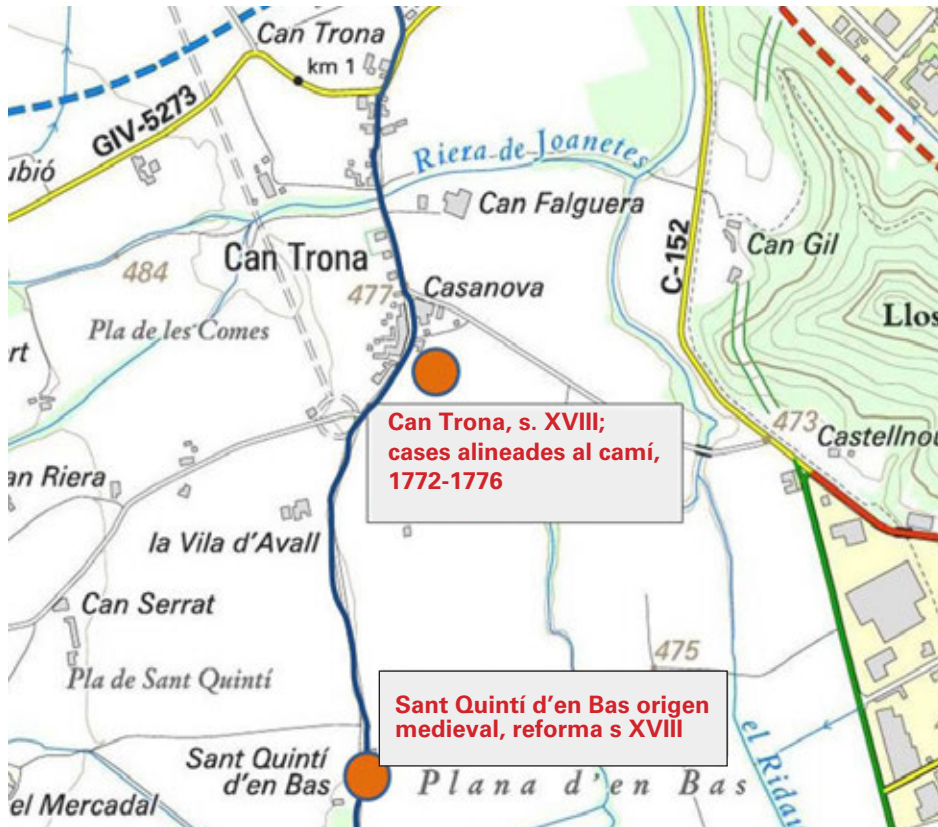 Can Trona
km 1
GIV-5273
ubió
Riera de Joanetes
Can Falguera
C-152
Can Gil
Can Trona
484
477
Casanova
Pla de les Comes
Llos
rt
Can Trona, s. XVIII;
cases alineades al camí,
1772-1776
473
Castellnou
an Riera
la Vila d'Avall
Can Serrat
475
Pla de Sant Quintí
Sant Quintí d'en Bas origen
medieval, reforma s XVIII
Sant Quintí
d'en Bas
Plana d'en Bas
el Ridau
el Mercadal